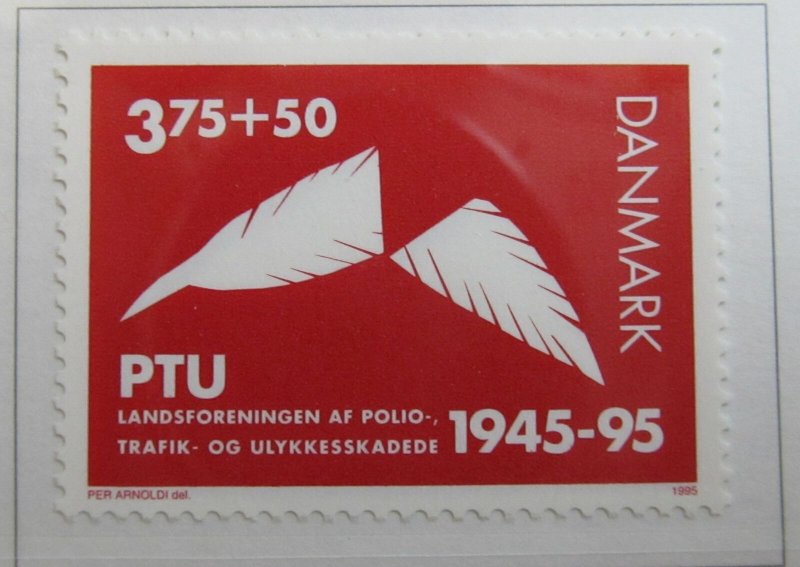 375+50
DANMARK
PTU
LANDSFORENINGEN AF POLIO-,
TRAFIK- OG ULYKKESSKADEDE
1945-95
PER ARNOLDI del.
1995